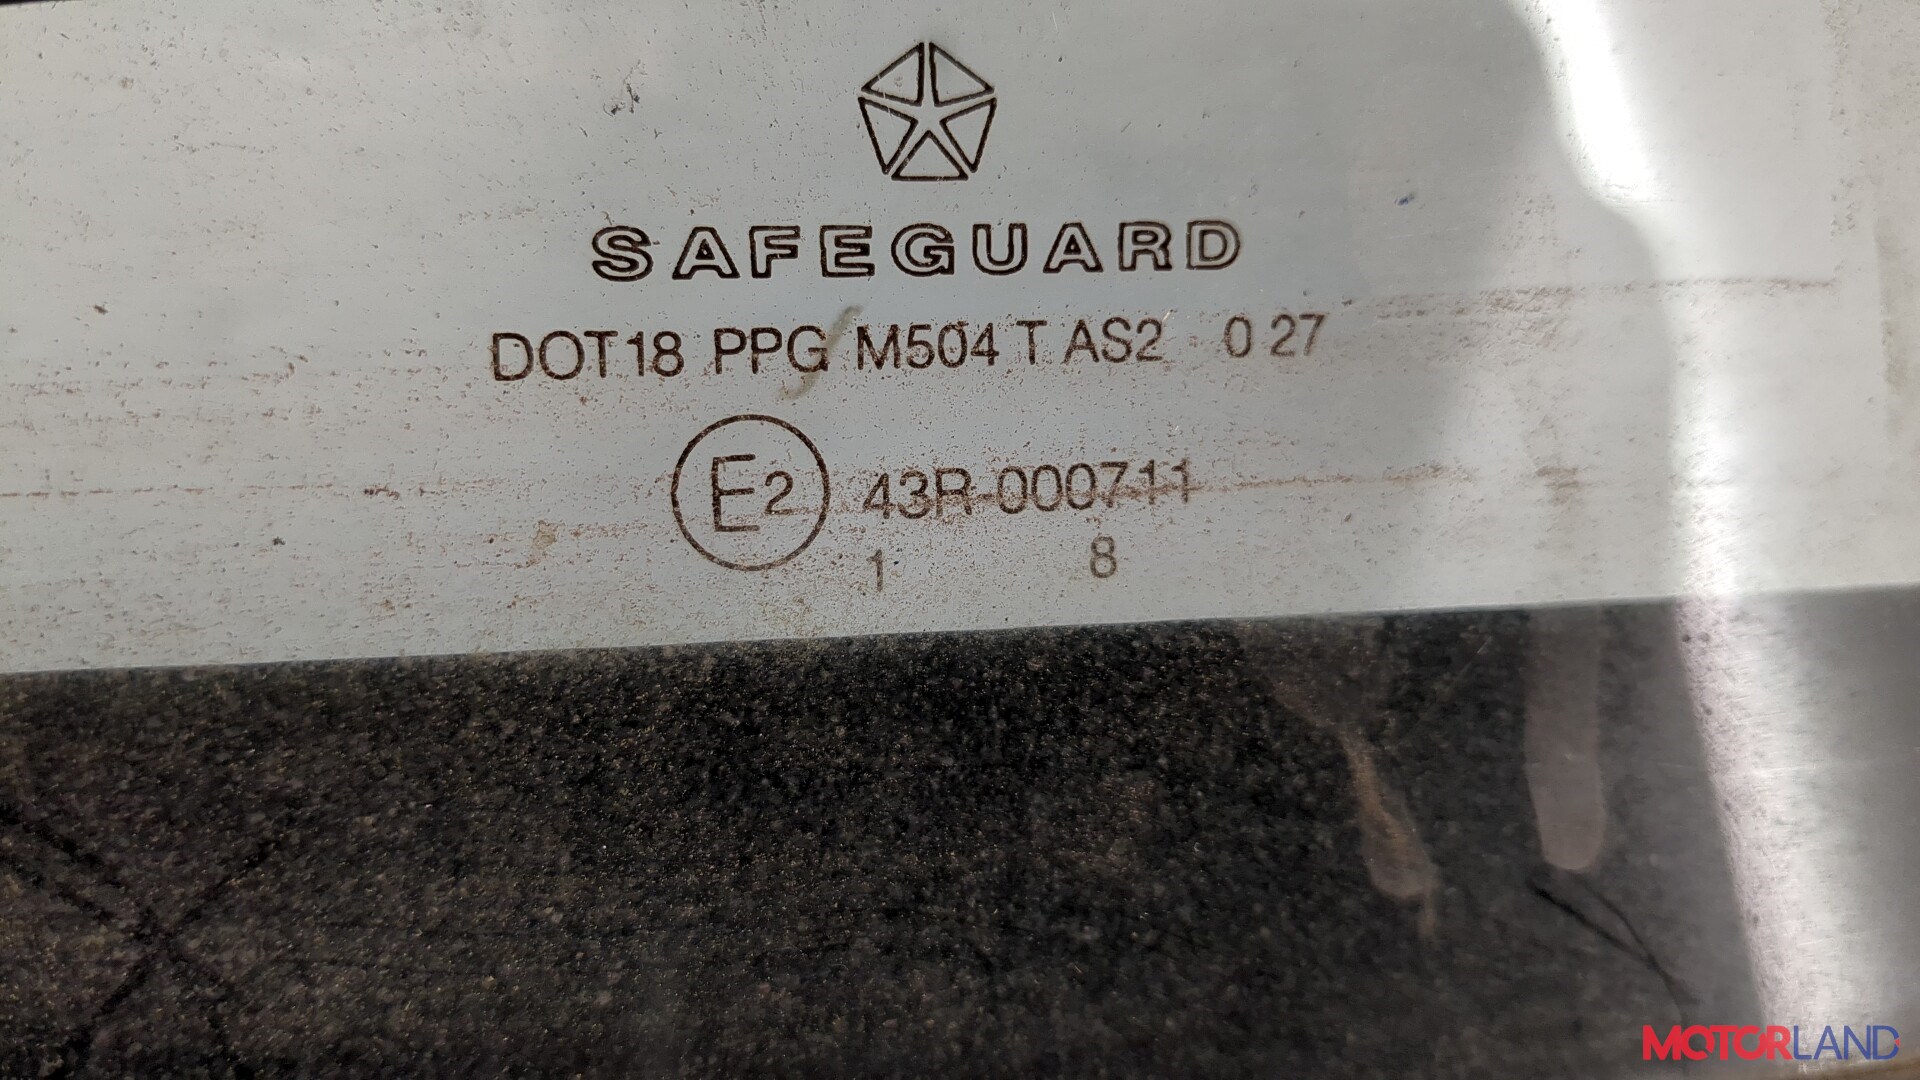 SAFEGUARD
DOT18 PPG M504 T AS2 0 27
E2 43R-000711
1 8
MOTORLAND